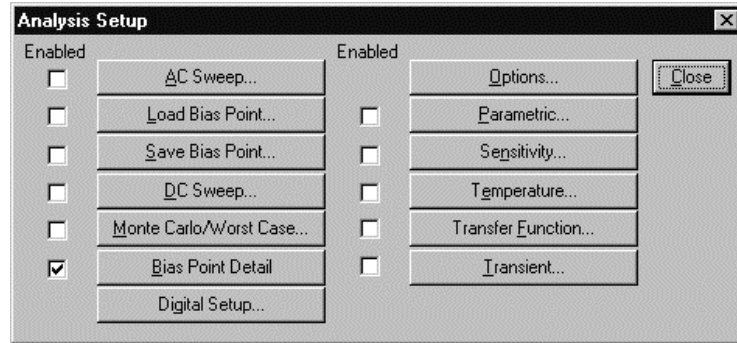 Analysis Setup
Enabled
AC Sweep...
Load Bias Point...
Save Bias Point...
DC Sweep...
Monte Carlo/Worst Case...
Bias Point Detail
Digital Setup...
Enabled
Options...
Parametric...
Sensitivity...
Temperature...
Transfer Function...
Transient...
Close